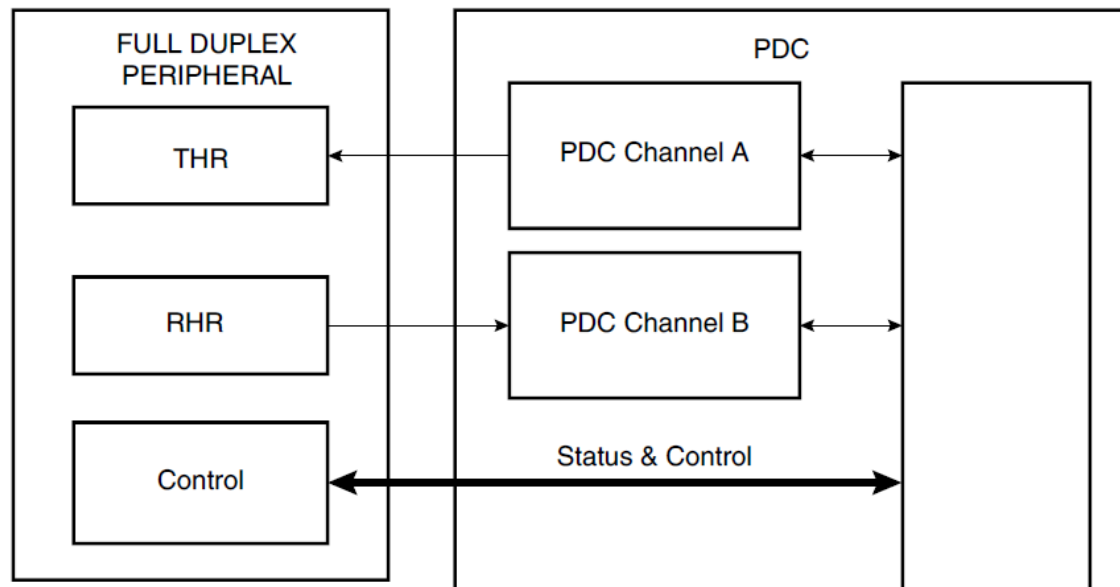 FULL DUPLEX
PERIPHERAL
PDC
THR
PDC Channel A
RHR
PDC Channel B
Control
Status & Control